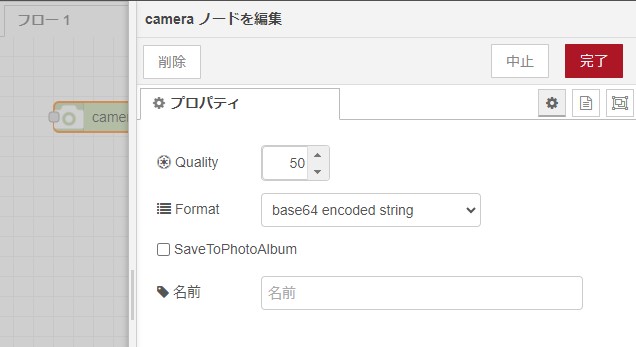 フロー 1
camera ノードを編集
削除
中止
完了
プロパティ
camer
Quality
50
Format
base64 encoded string
SaveToPhotoAlbum
名前
名前